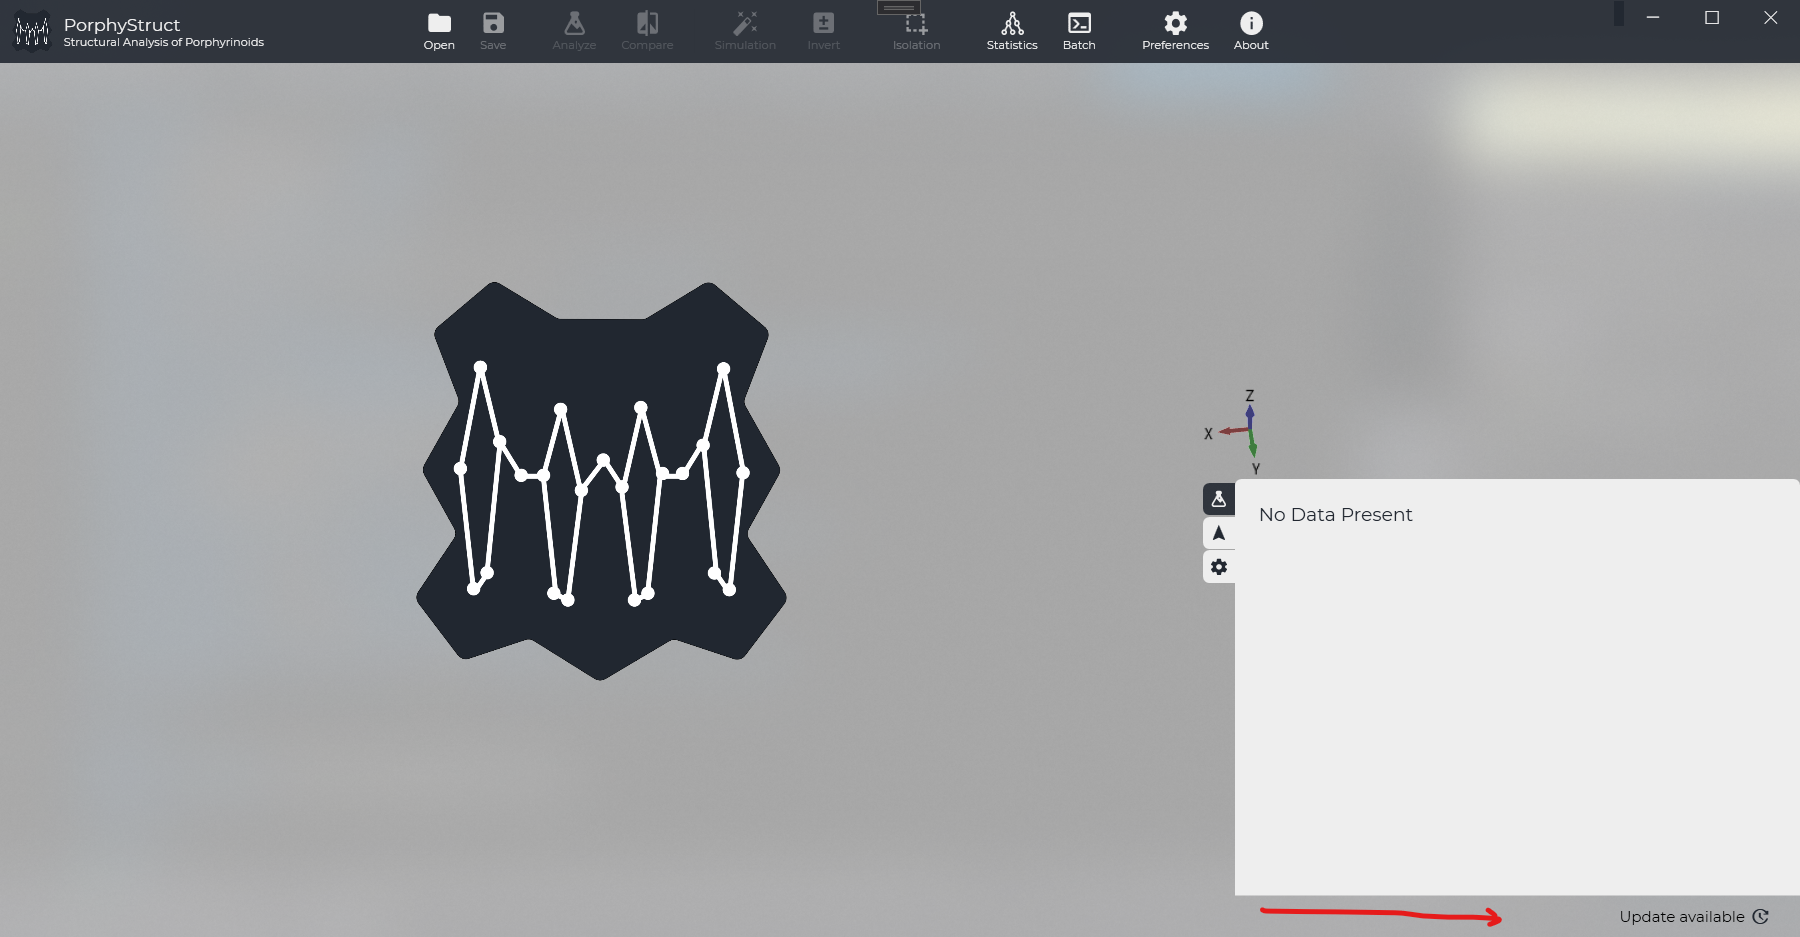 PorphyStruct
Structural Analysis of Porphyrinoids
Open
Save
Analyze
Compare
Simulation
Invert
Isolation
Statistics
Batch
Preferences
About
Z
X
Y
No Data Present
Update available